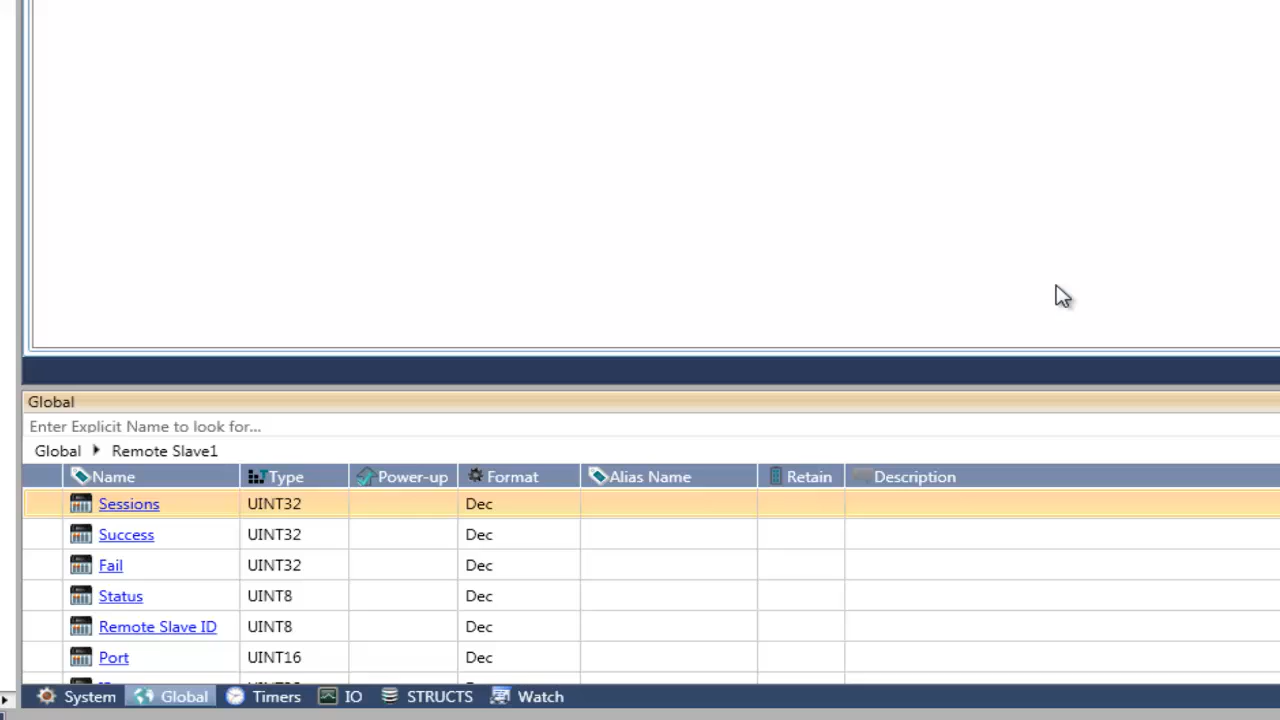 Global
Enter Explicit Name to look for...
Global Remote Slave1
Name Type Power-up Format Alias Name Retain Description
Sessions UINT32 Dec
Success UINT32 Dec
Fail UINT32 Dec
Status UINT8 Dec
Remote Slave ID UINT8 Dec
Port UINT16 Dec
System Global Timers IO STRUCTS Watch